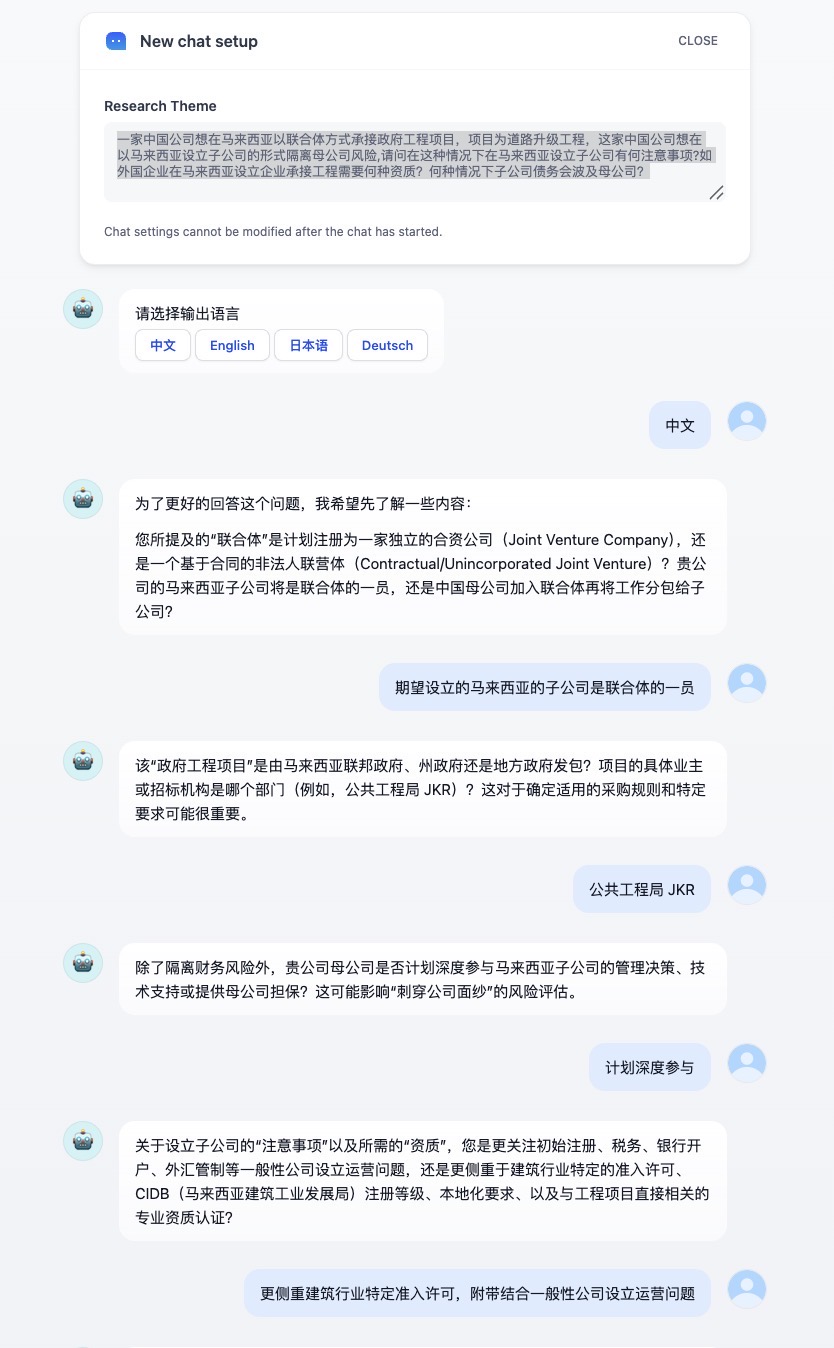 New chat setup
CLOSE
Research Theme
一家中国公司想在马来西亚以联合体方式承接政府工程项目，项目为道路升级工程，这家中国公司想在
以马来西亚设立子公司的形式隔离母公司风险,请问在这种情况下在马来西亚设立子公司有何注意事项?如
外国企业在马来西亚设立企业承接工程需要何种资质？何种情况下子公司债务会波及母公司？
Chat settings cannot be modified after the chat has started.
请选择输出语言
中文 English 日本语 Deutsch
中文
为了更好的回答这个问题，我希望先了解一些内容：
您所提及的“联合体”是计划注册为一家独立的合资公司（Joint Venture Company），还
是一个基于合同的非法人联营体（Contractual/Unincorporated Joint Venture）？贵公
司的马来西亚子公司将是联合体的一员，还是中国母公司加入联合体再将工作分包给子
公司？
期望设立的马来西亚的子公司是联合体的一员
该“政府工程项目”是由马来西亚联邦政府、州政府还是地方政府发包？项目的具体业主
或招标机构是哪个部门（例如，公共工程局 JKR）？这对于确定适用的采购规则和特定
要求可能很重要。
公共工程局 JKR
除了隔离财务风险外，贵公司母公司是否计划深度参与马来西亚子公司的管理决策、技
术支持或提供母公司担保？这可能影响“刺穿公司面纱”的风险评估。
计划深度参与
关于设立子公司的“注意事项”以及所需的“资质”，您是更关注初始注册、税务、银行开
户、外汇管制等一般性公司设立运营问题，还是更侧重于建筑行业特定的准入许可、
CIDB（马来西亚建筑工业发展局）注册等级、本地化要求、以及与工程项目直接相关的
专业资质认证？
更侧重建筑行业特定准入许可，附带结合一般性公司设立运营问题